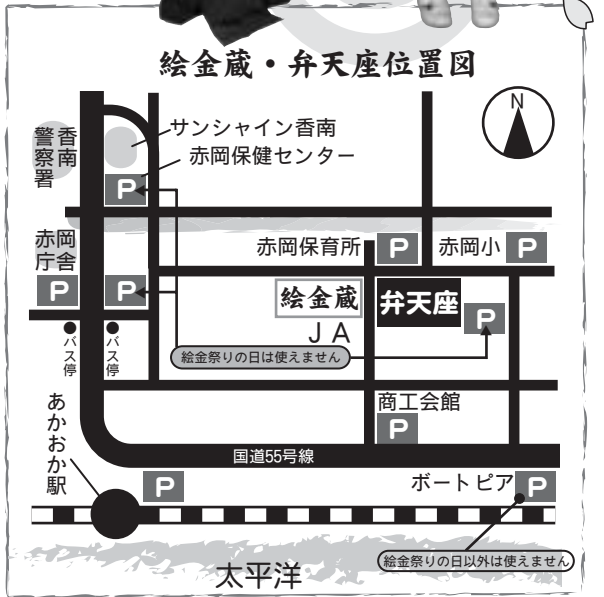 絵金蔵・弁天座位置図
N
香南
警察署
サンシャイン香南
赤岡保健センター
P
赤岡
庁舎
赤岡保育所
P
赤岡小
P
P
P
絵金蔵
弁天座
P
JA
バス停
バス停
絵金祭りの日は使えません
あかおか駅
商工会館
P
国道55号線
P
ボートピア
P
絵金祭りの日以外は使えません
太平洋